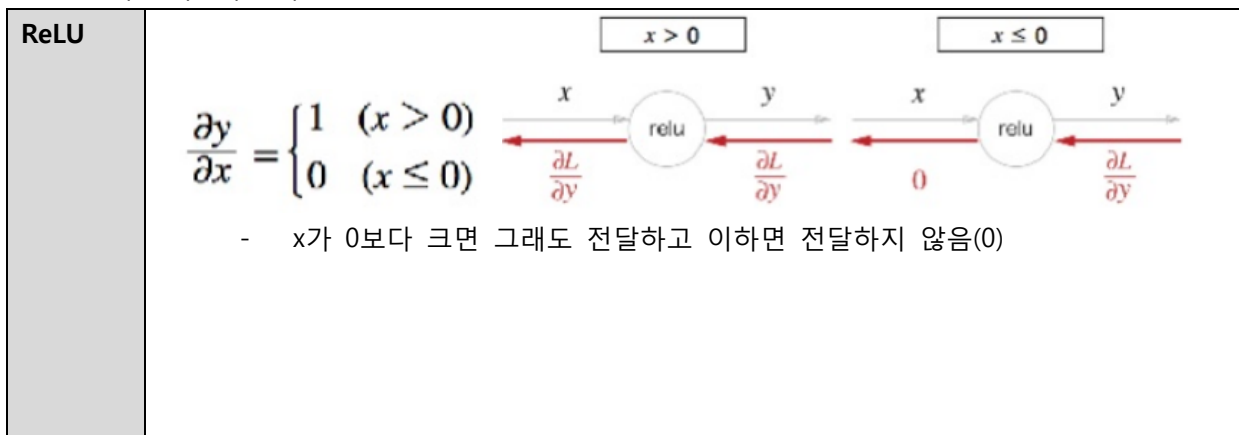 ReLU
x > 0
x ≤ 0
∂y/∂x = { 1 (x > 0)
0 (x ≤ 0)
x
y
relu
∂L/∂y
∂L/∂y
x
y
relu
0
∂L/∂y
- x가 0보다 크면 그래도 전달하고 이하면 전달하지 않음(0)